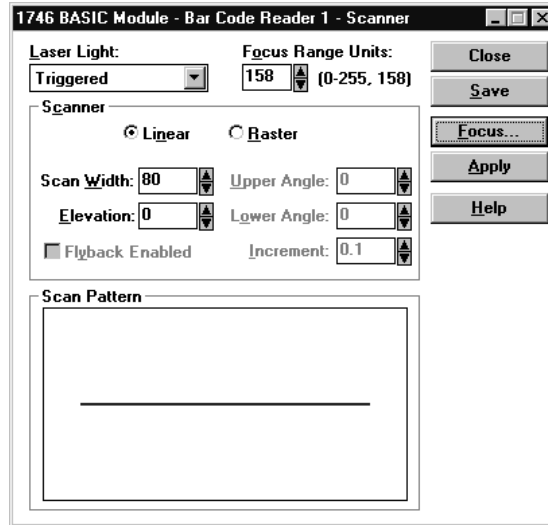 1746 BASIC Module - Bar Code Reader 1 - Scanner
Laser Light:
Focus Range Units:
Triggered
158 (0-255, 158)
Close
Save
Focus...
Apply
Help
Scanner
Linear
Raster
Scan Width: 80
Upper Angle: 0
Elevation: 0
Lower Angle: 0
Flyback Enabled
Increment: 0.1
Scan Pattern